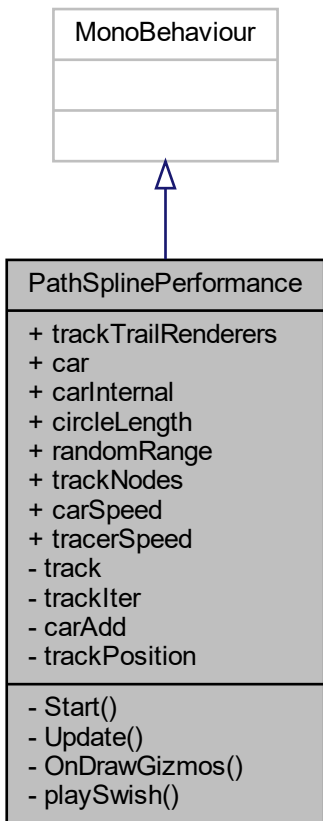 MonoBehaviour
PathSplinePerformance
+ trackTrailRenderers
+ car
+ carInternal
+ circleLength
+ randomRange
+ trackNodes
+ carSpeed
+ tracerSpeed
- track
- trackIter
- carAdd
- trackPosition
- Start()
- Update()
- OnDrawGizmos()
- playSwish()